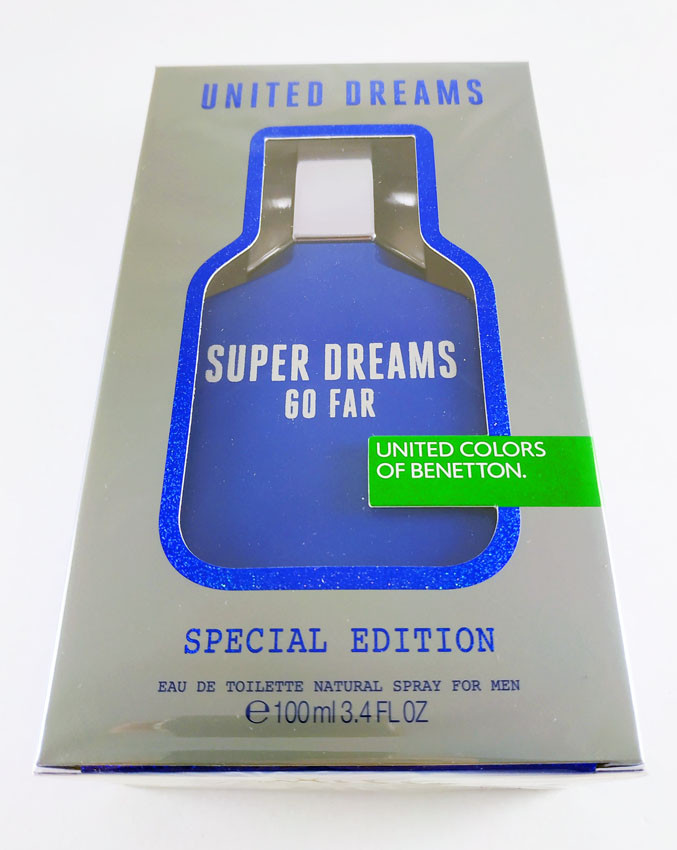 UNITED DREAMS
SUPER DREAMS
GO FAR
UNITED COLORS
OF BENETTON.
SPECIAL EDITION
EAU DE TOILETTE NATURAL SPRAY FOR MEN
℮100ml 3.4 FL OZ